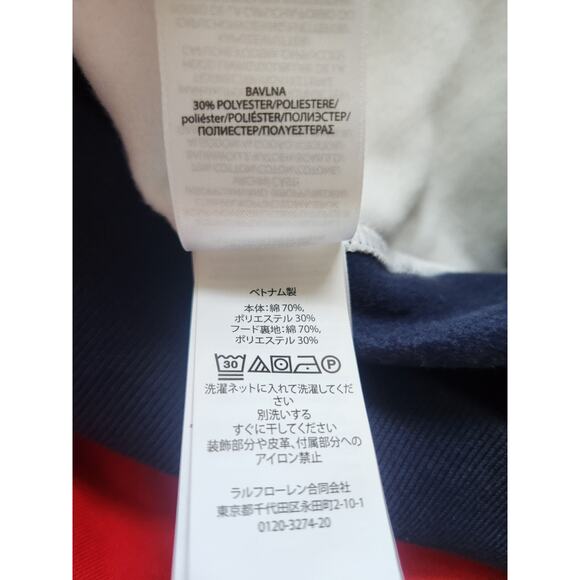 BAVLNA
30% POLYESTER/POLIESTERE/
poliéster/POLIÉSTER/ПОЛИЭСТЕР/
ПОЛИЕСТЕР/ΠΟΛΥΕΣΤΕΡΑΣ
ベトナム製
本体:綿 70%,
ポリエステル 30%
フード裏地:綿 70%,
ポリエステル 30%
30
P
洗濯ネットに入れて洗濯してくだ
さい
別洗いする
すぐに干してください
装飾部分や皮革、付属部分への
アイロン禁止
ラルフローレン合同会社
東京都千代田区永田町2-10-1
0120-3274-20